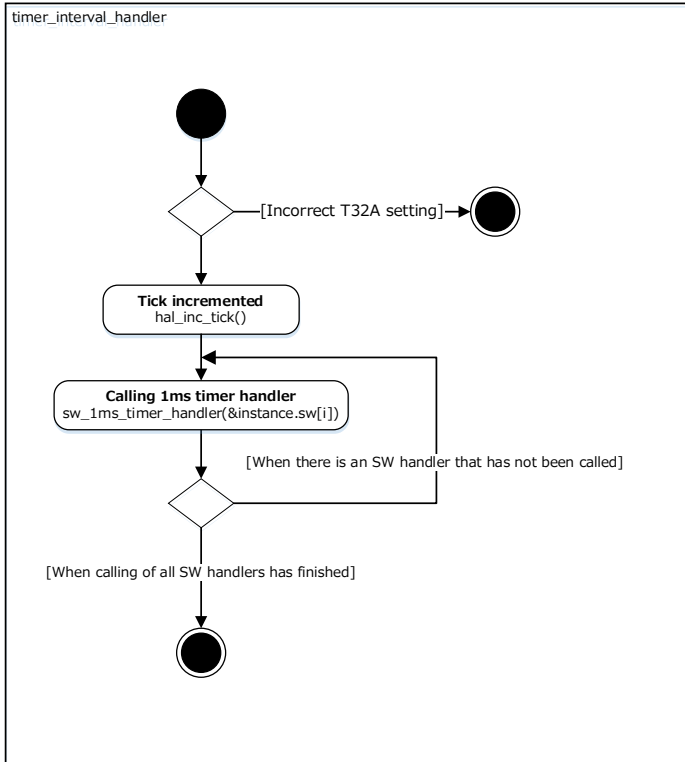 timer_interval_handler
[Incorrect T32A setting]
Tick incremented
hal_inc_tick()
Calling 1ms timer handler
sw_1ms_timer_handler(&instance.sw[i])
[When there is an SW handler that has not been called]
[When calling of all SW handlers has finished]